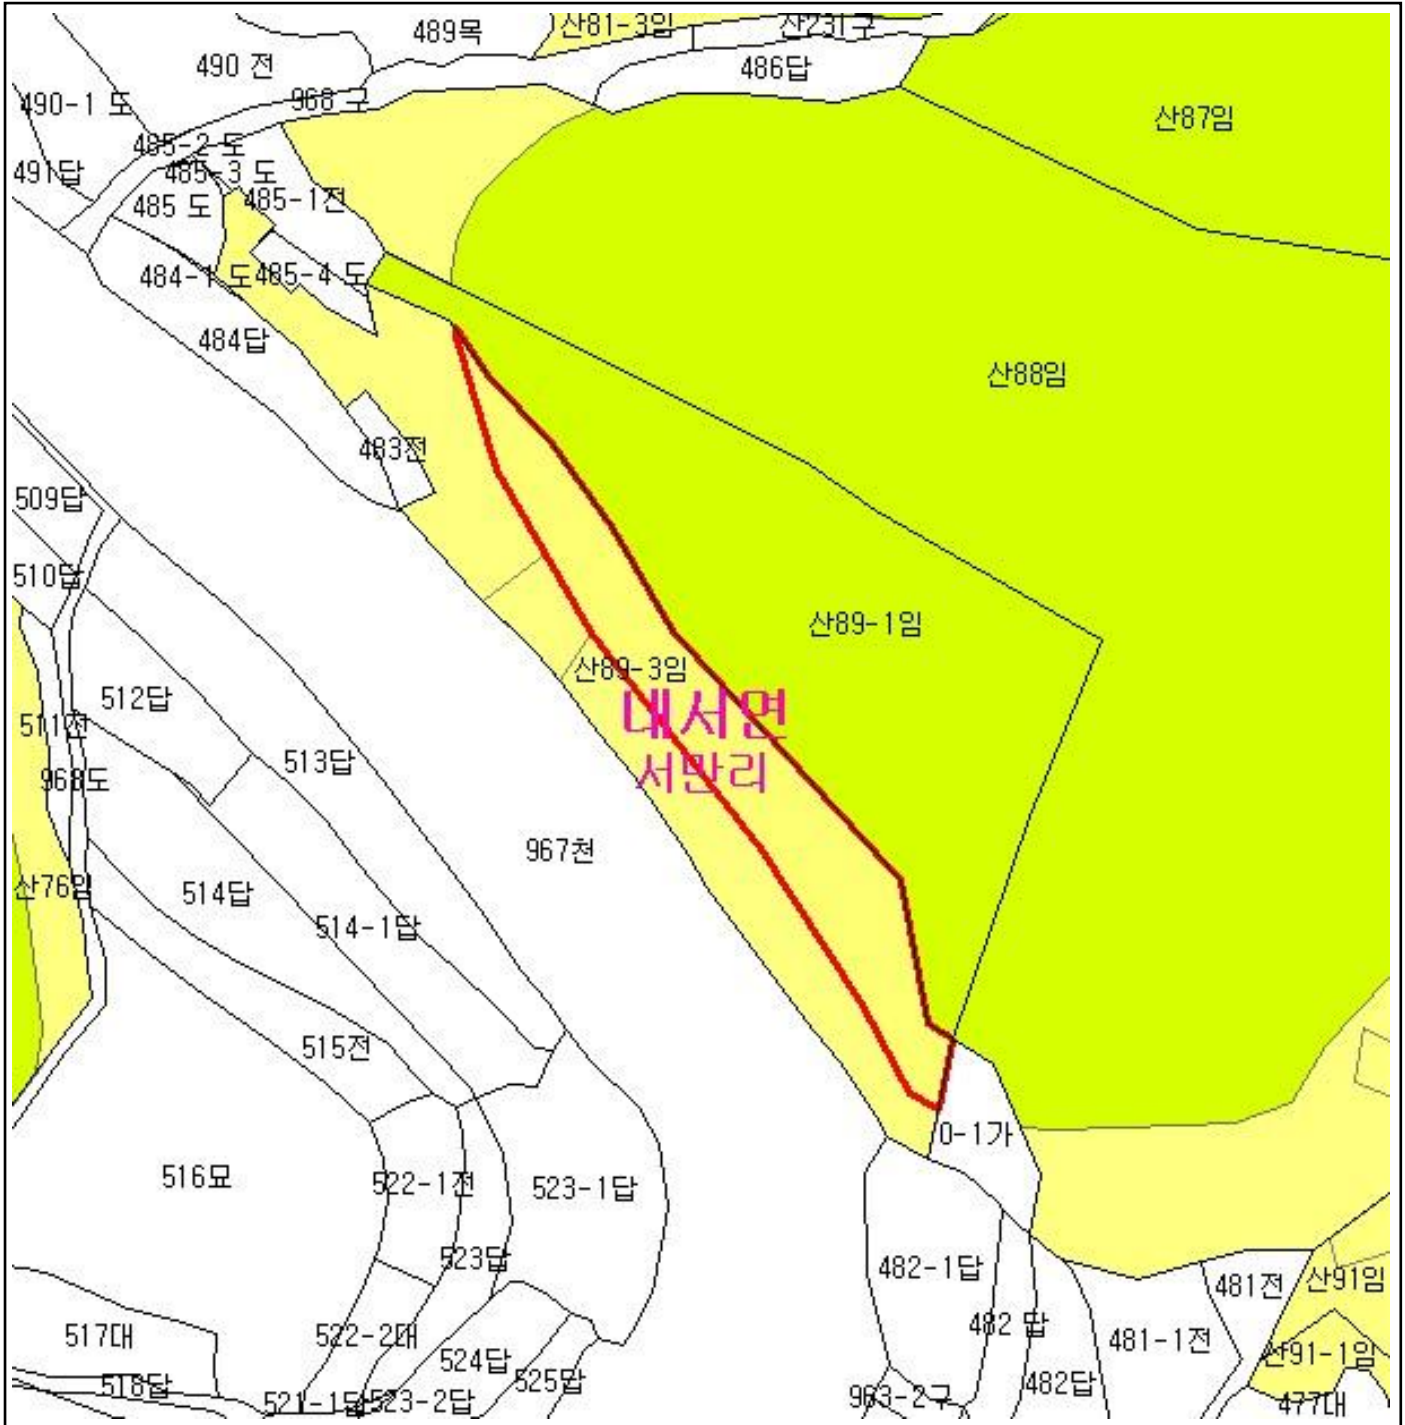 489목
산81-3임
산231구
490 전
486답
490-1 도
968 구
산87임
485-2 도
491답
485-3 도
485 도
485-1전
484-1 도
485-4 도
484답
산88임
483전
509답
510답
산89-1임
산89-3임
512답
대서면
511전
513답
서만리
968도
967천
산76임
514답
514-1답
515전
0-1가
516묘
522-1전
523-1답
523답
482-1답
481전
산91임
517대
522-2대
482 답
481-1전
524답
산91-1임
518답
525답
482답
521-1답
523-2답
963-2구
477대